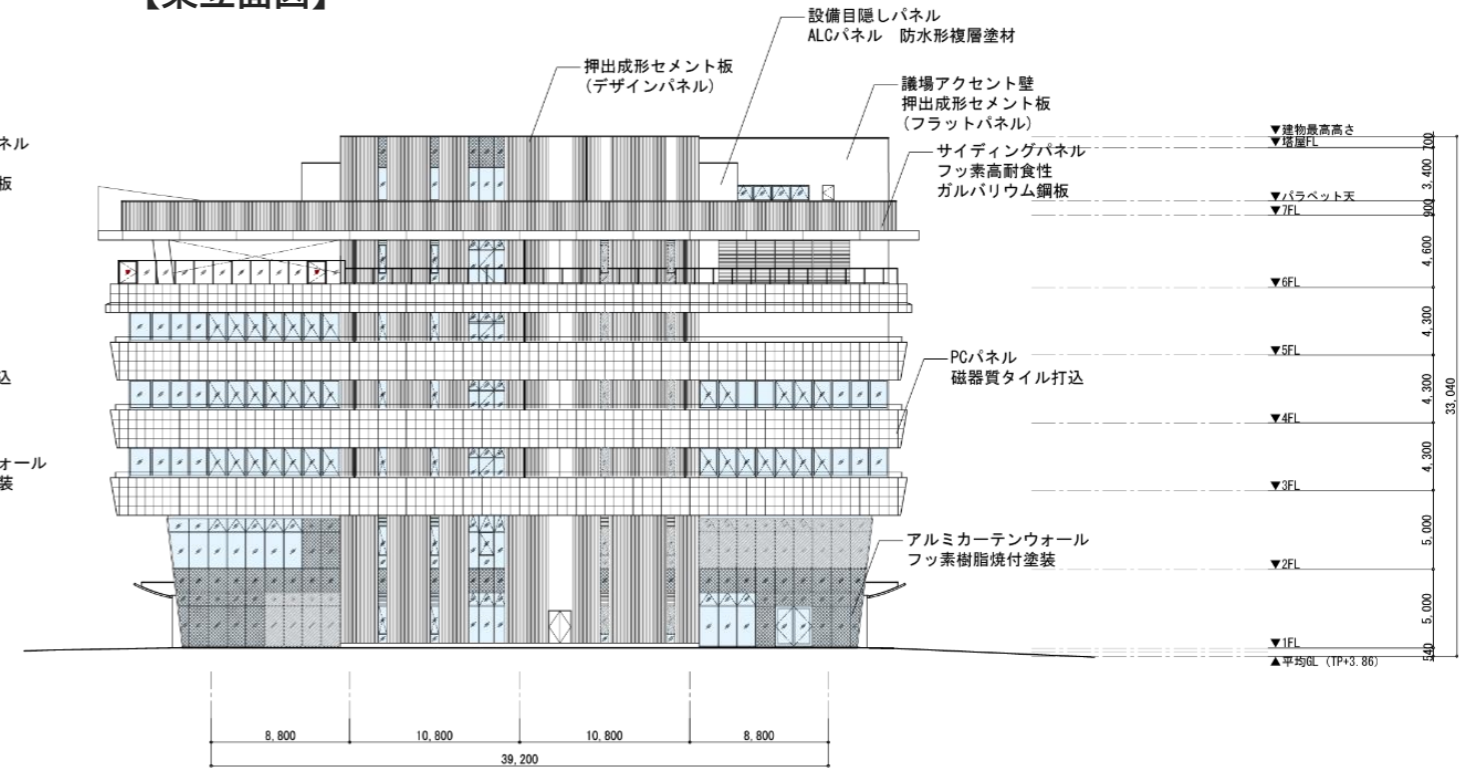 【東立面図】
設備目隠しパネル
ALCパネル　防水形複層塗材
押出成形セメント板
(デザインパネル)
議場アクセント壁
押出成形セメント板
(フラットパネル)
サイディングパネル
フッ素高耐食性
ガルバリウム鋼板
ネル
板
込
ォール
装
PCパネル
磁器質タイル打込
アルミカーテンウォール
フッ素樹脂焼付塗装
▼建物最高高さ
▼塔屋FL
▼パラペット天
▼7FL
▼6FL
▼5FL
▼4FL
▼3FL
▼2FL
▼1FL
▲平均GL (TP+3.86)
700
3,400
900
4,600
4,300
4,300
4,300
5,000
5,000
540
33,040
8,800
10,800
10,800
8,800
39,200